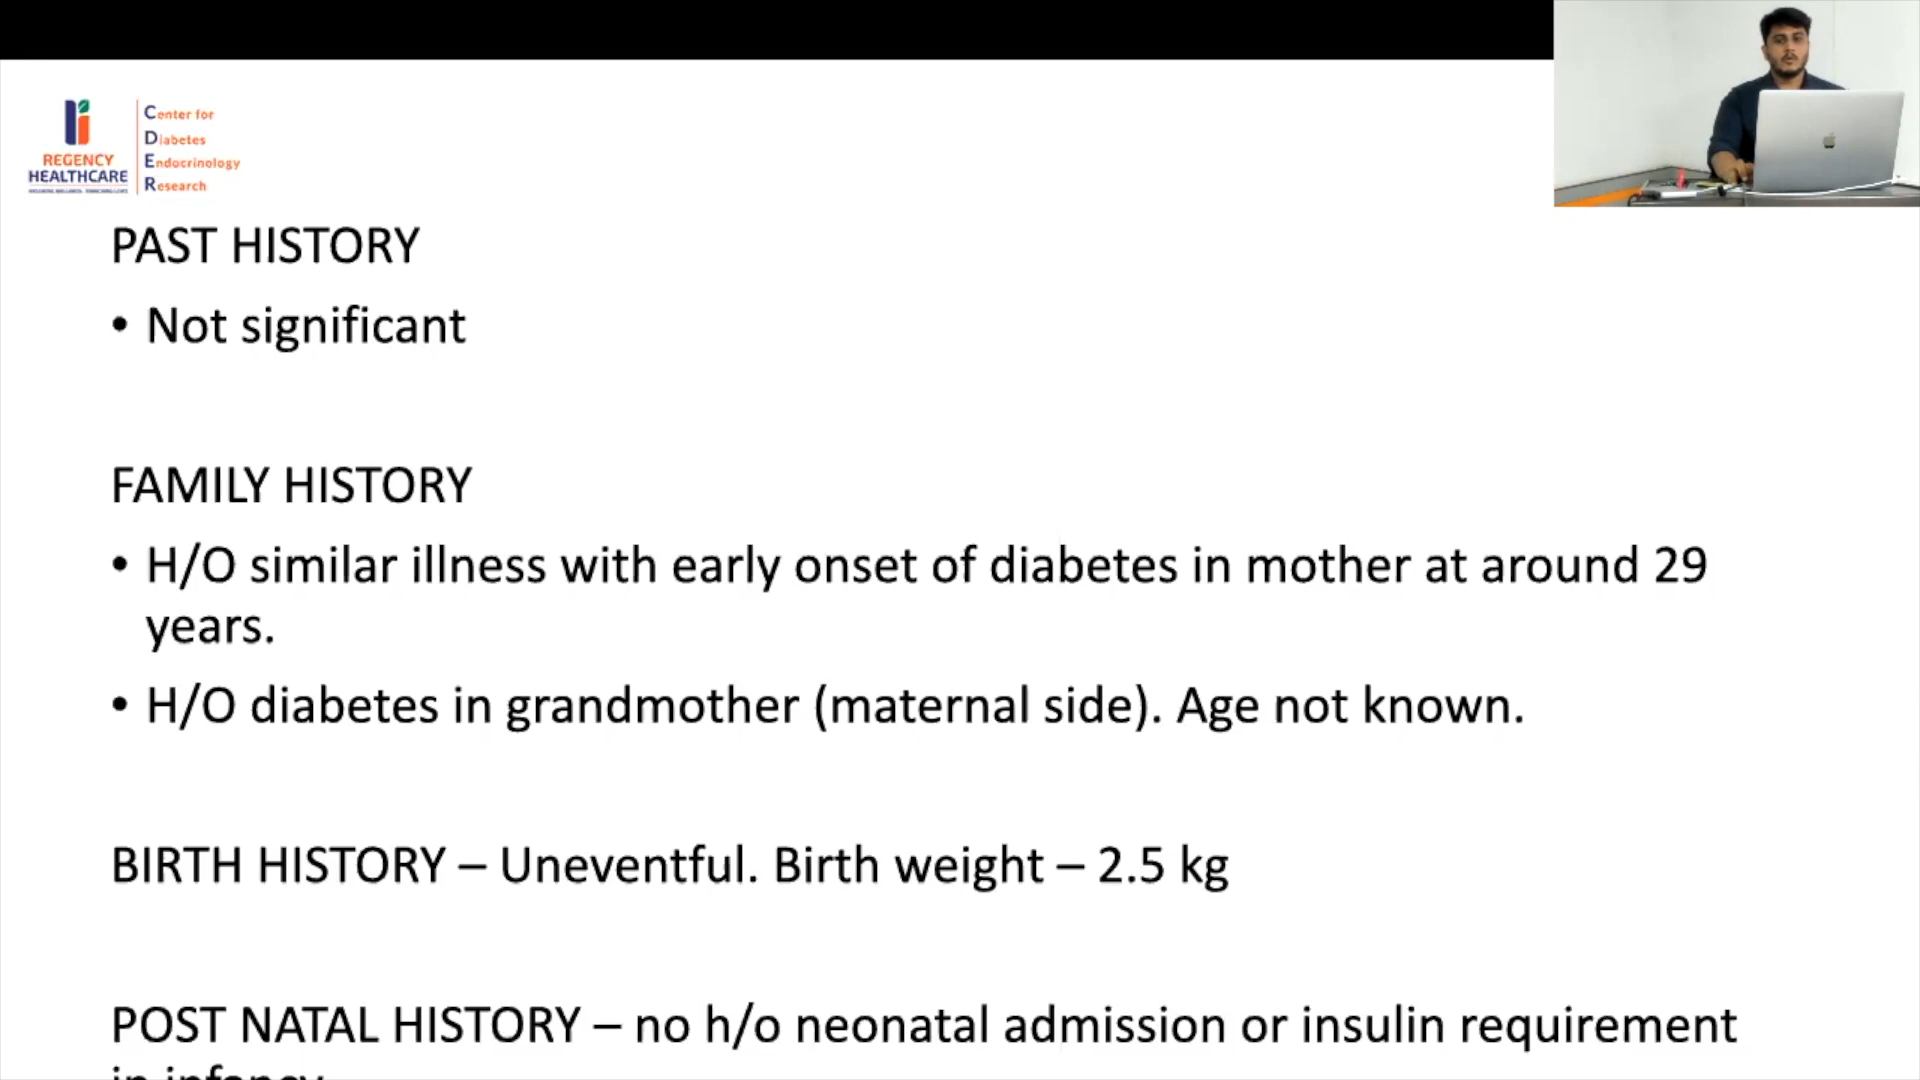 Center for
Diabetes
Endocrinology
Research
REGENCY
HEALTHCARE
PAST HISTORY
• Not significant
FAMILY HISTORY
• H/O similar illness with early onset of diabetes in mother at around 29
years.
• H/O diabetes in grandmother (maternal side). Age not known.
BIRTH HISTORY – Uneventful. Birth weight – 2.5 kg
POST NATAL HISTORY – no h/o neonatal admission or insulin requirement
in infancy